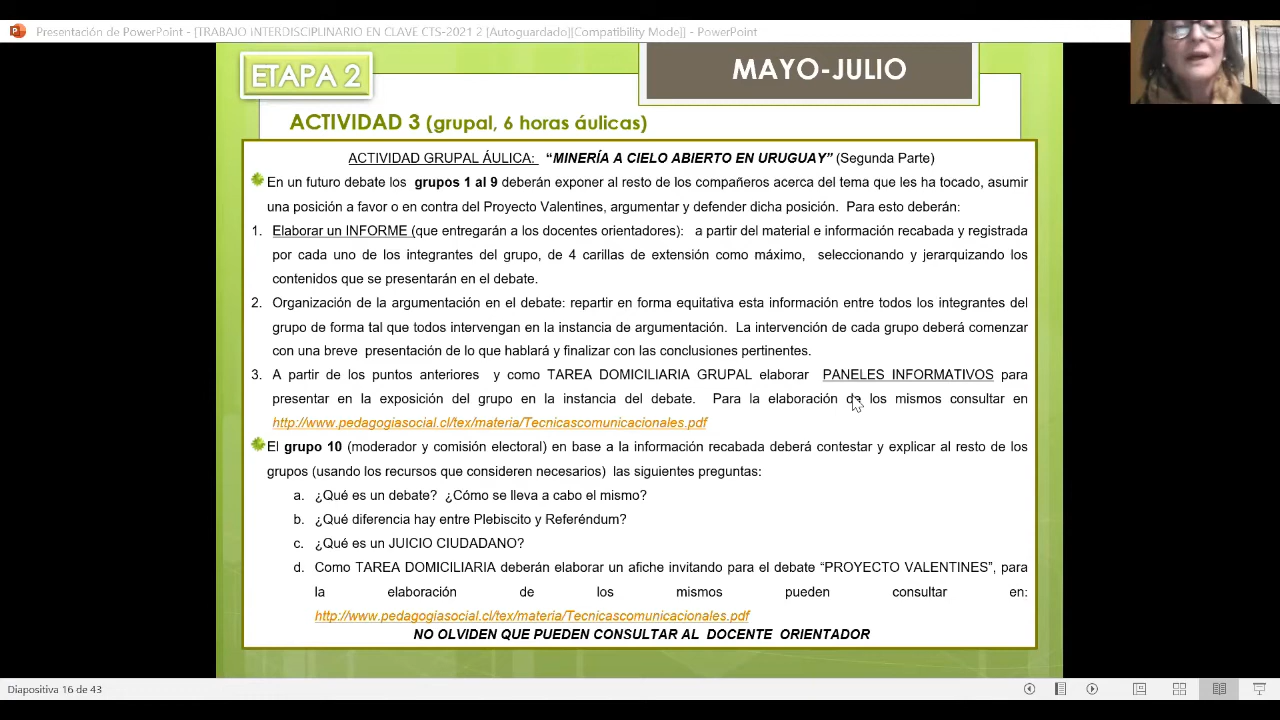 Presentación de PowerPoint - [TRABAJO INTERDISCIPLINARIO EN CLAVE CTS-2021 2 [Autoguardado][Compatibility Mode]] - PowerPoint
ETAPA 2
MAYO-JULIO
ACTIVIDAD 3 (grupal, 6 horas áulicas)
ACTIVIDAD GRUPAL ÁULICA: “MINERÍA A CIELO ABIERTO EN URUGUAY” (Segunda Parte)
En un futuro debate los grupos 1 al 9 deberán exponer al resto de los compañeros acerca del tema que les ha tocado, asumir
una posición a favor o en contra del Proyecto Valentines, argumentar y defender dicha posición. Para esto deberán:
1. Elaborar un INFORME (que entregarán a los docentes orientadores): a partir del material e información recabada y registrada
por cada uno de los integrantes del grupo, de 4 carillas de extensión como máximo, seleccionando y jerarquizando los
contenidos que se presentarán en el debate.
2. Organización de la argumentación en el debate: repartir en forma equitativa esta información entre todos los integrantes del
grupo de forma tal que todos intervengan en la instancia de argumentación. La intervención de cada grupo deberá comenzar
con una breve presentación de lo que hablará y finalizar con las conclusiones pertinentes.
3. A partir de los puntos anteriores y como TAREA DOMICILIARIA GRUPAL elaborar PANELES INFORMATIVOS para
presentar en la exposición del grupo en la instancia del debate. Para la elaboración de los mismos consultar en
http://www.pedagogiasocial.cl/tex/materia/Tecnicascomunicacionales.pdf
El grupo 10 (moderador y comisión electoral) en base a la información recabada deberá contestar y explicar al resto de los
grupos (usando los recursos que consideren necesarios) las siguientes preguntas:
a. ¿Qué es un debate? ¿Cómo se lleva a cabo el mismo?
b. ¿Qué diferencia hay entre Plebiscito y Referéndum?
c. ¿Qué es un JUICIO CIUDADANO?
d. Como TAREA DOMICILIARIA deberán elaborar un afiche invitando para el debate “PROYECTO VALENTINES”, para
la elaboración de los mismos pueden consultar en:
http://www.pedagogiasocial.cl/tex/materia/Tecnicascomunicacionales.pdf
NO OLVIDEN QUE PUEDEN CONSULTAR AL DOCENTE ORIENTADOR
Diapositiva 16 de 43